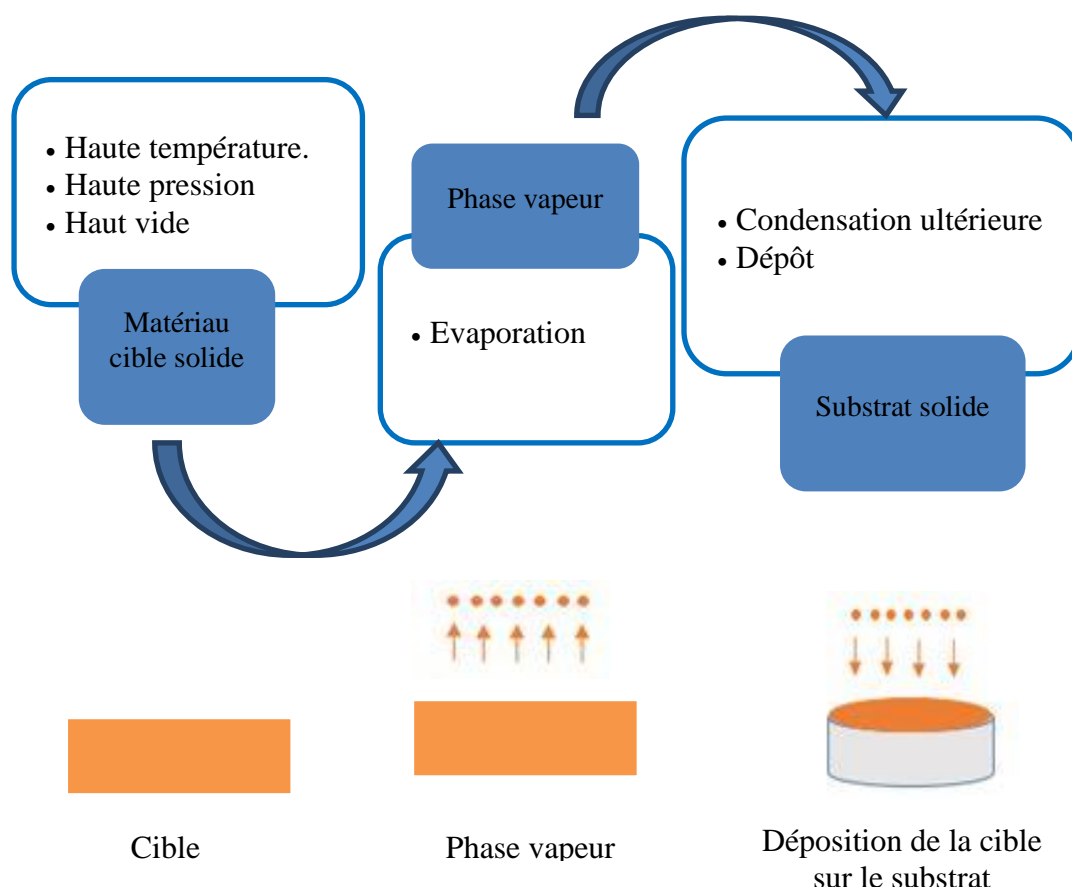 • Haute température.
• Haute pression
• Haut vide
Matériau
cible solide
Phase vapeur
• Evaporation
• Condensation ultérieure
• Dépôt
Substrat solide
Cible
Phase vapeur
Déposition de la cible
sur le substrat